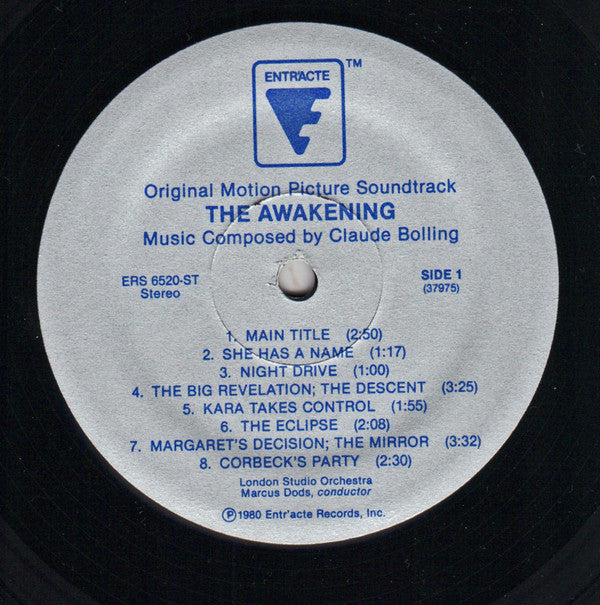 ENTR'ACTE
TM
E
Original Motion Picture Soundtrack
THE AWAKENING
Music Composed by Claude Bolling
ERS 6520-ST
Stereo
SIDE 1
(37975)
1. MAIN TITLE (2:50)
2. SHE HAS A NAME (1:17)
3. NIGHT DRIVE (1:00)
4. THE BIG REVELATION; THE DESCENT (3:25)
5. KARA TAKES CONTROL (1:55)
6. THE ECLIPSE (2:08)
7. MARGARET'S DECISION; THE MIRROR (3:32)
8. CORBECK'S PARTY (2:30)
London Studio Orchestra
Marcus Dods, conductor
Ⓟ1980 Entr'acte Records, Inc.